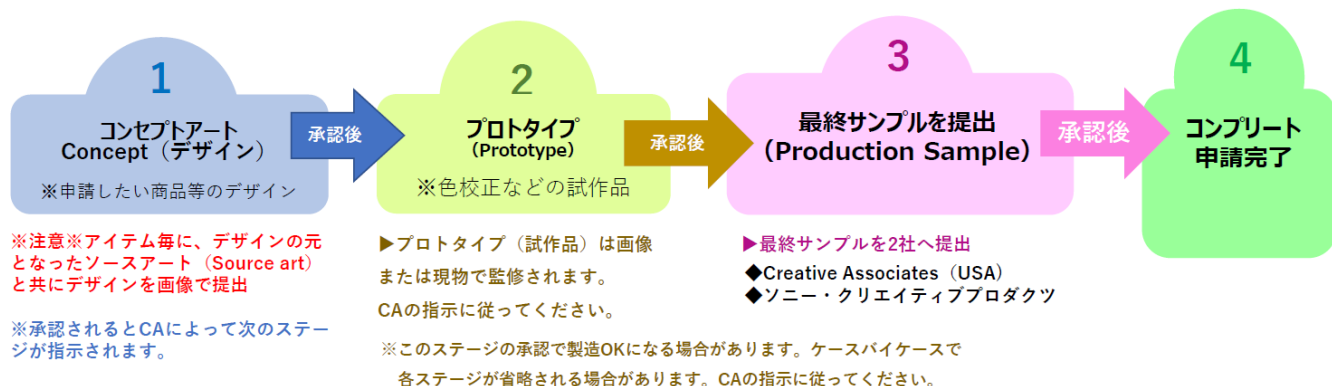 1
コンセプトアート
Concept（デザイン）
※申請したい商品等のデザイン
承認後
2
プロトタイプ
（Prototype）
※色校正などの試作品
承認後
3
最終サンプルを提出
（Production Sample）
承認後
4
コンプリート
申請完了
※注意※アイテム毎に、デザインの元
となったソースアート（Source art）
と共にデザインを画像で提出
※承認されるとCAによって次のステー
ジが指示されます。
▶プロトタイプ（試作品）は画像
または現物で監修されます。
CAの指示に従ってください。
※このステージの承認で製造OKになる場合があります。ケースバイケースで
各ステージが省略される場合があります。CAの指示に従ってください。
▶最終サンプルを2社へ提出
◆Creative Associates（USA）
◆ソニー・クリエイティブプロダクツ